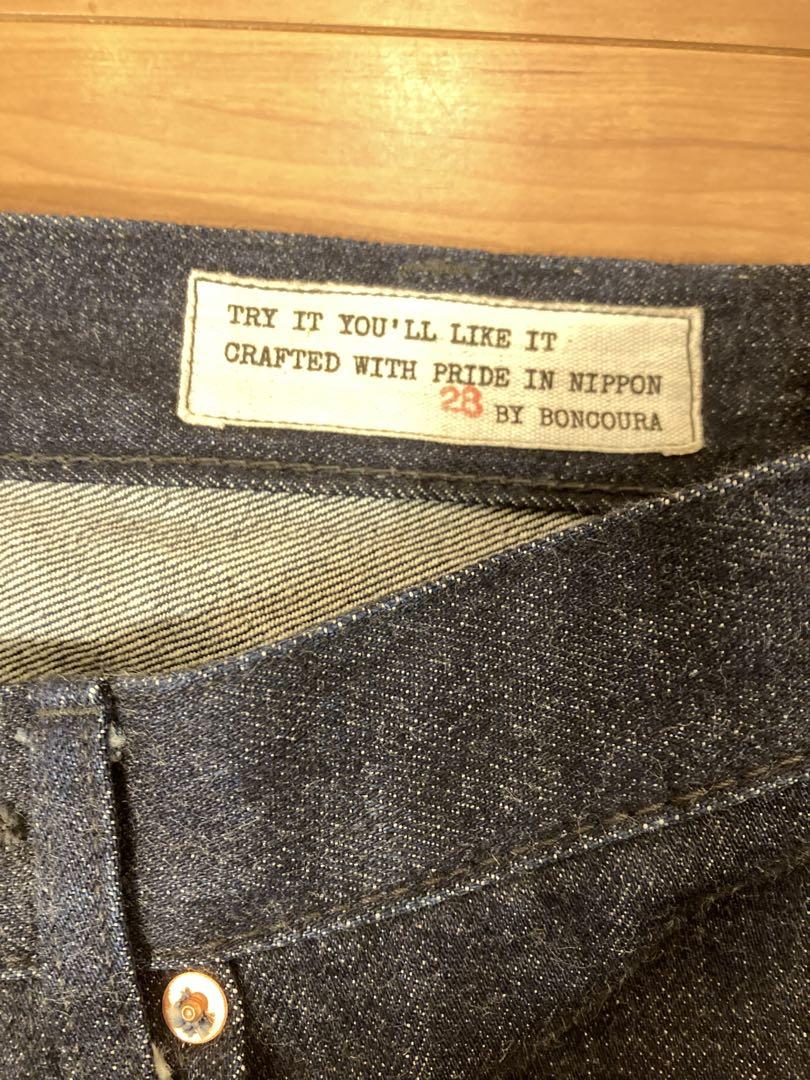 TRY IT YOU'LL LIKE IT
CRAFTED WITH PRIDE IN NIPPON
28 BY BONCOURA